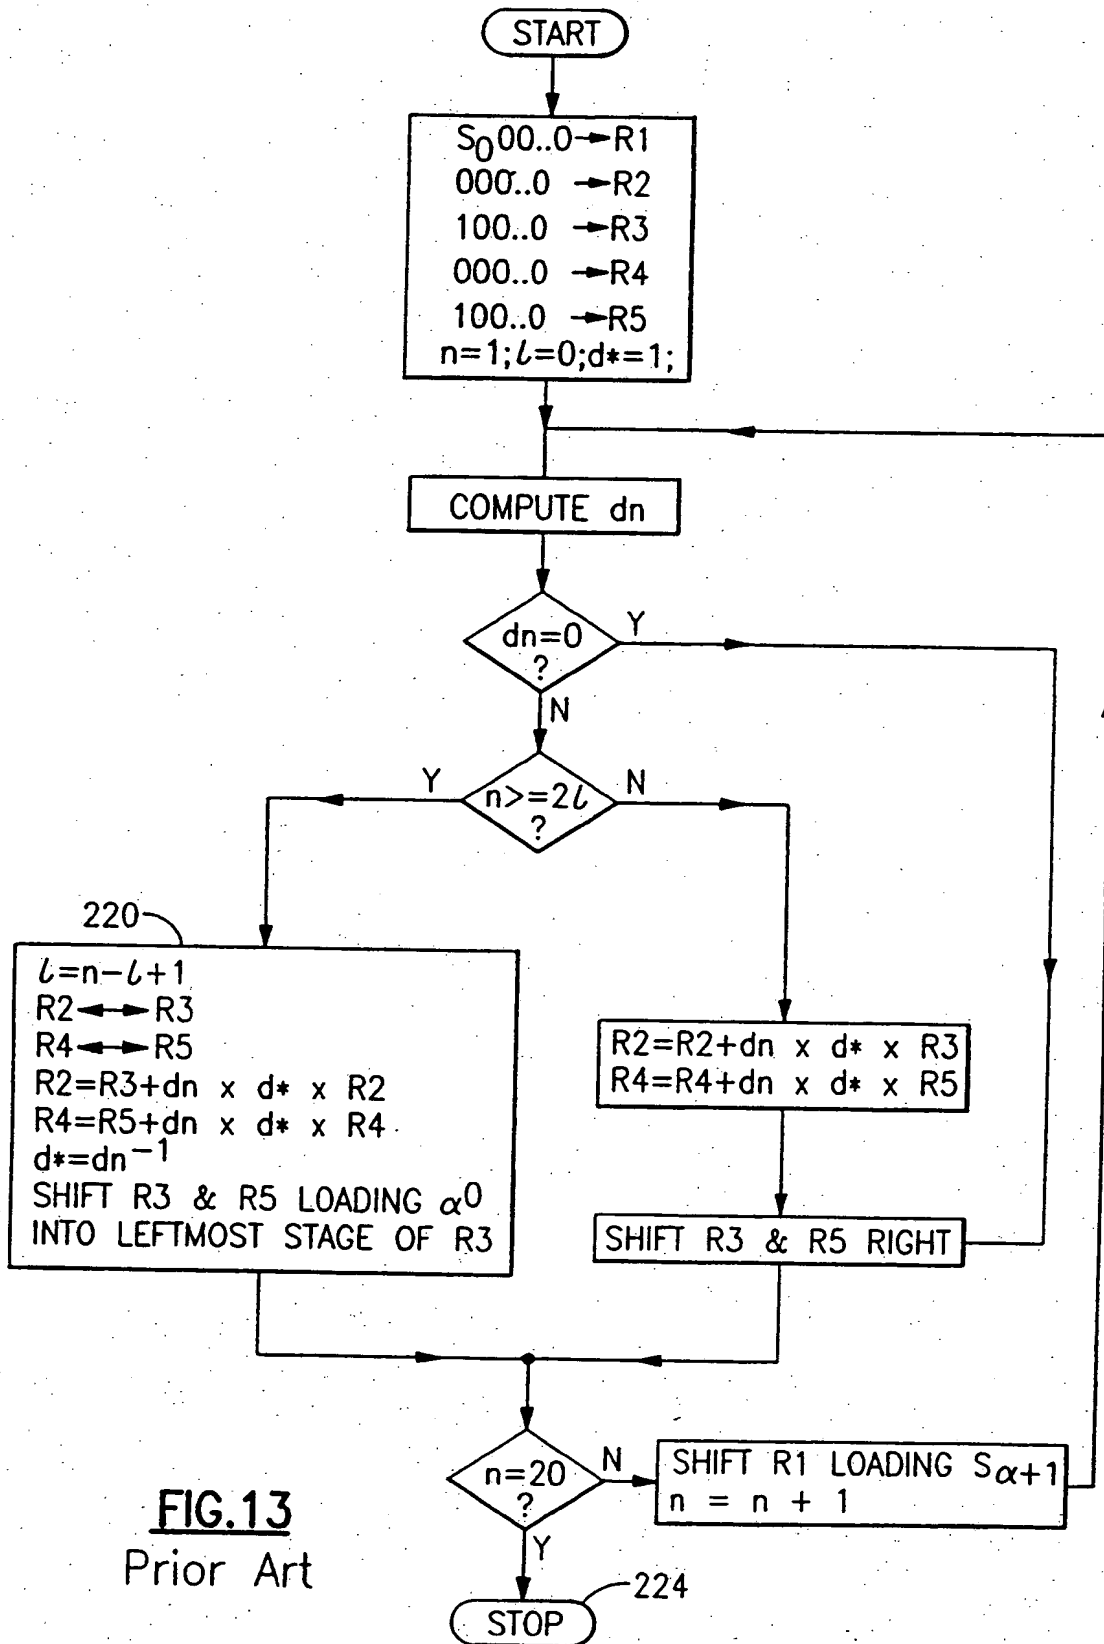 START
S₀00..0→R1
000..0 →R2
100..0 →R3
000..0 →R4
100..0 →R5
n=1;ℓ=0;d*=1;
COMPUTE dn
dn=0
?
Y
N
n>=2ℓ
?
Y
N
220
ℓ=n-ℓ+1
R2↔R3
R4↔R5
R2=R3+dn x d* x R2
R4=R5+dn x d* x R4
d*=dn⁻¹
SHIFT R3 & R5 LOADING α⁰
INTO LEFTMOST STAGE OF R3
R2=R2+dn x d* x R3
R4=R4+dn x d* x R5
SHIFT R3 & R5 RIGHT
n=20
?
N
Y
SHIFT R1 LOADING Sα+1
n = n + 1
FIG.13
Prior Art
STOP
224